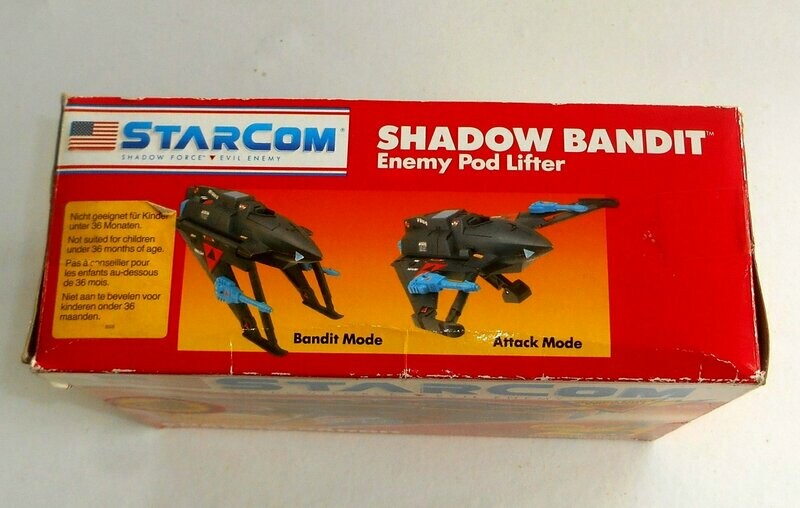 STARCOM®
SHADOW FORCE™ ▼ EVIL ENEMY
SHADOW BANDIT™
Enemy Pod Lifter
Nicht geeignet für Kinder
unter 36 Monaten.
Not suited for children
under 36 months of age.
Pas à conseiller pour
les enfants au-dessous
de 36 mois.
Niet aan te bevelen voor
kinderen onder 36
maanden.
Bandit Mode
Attack Mode
STARCOM